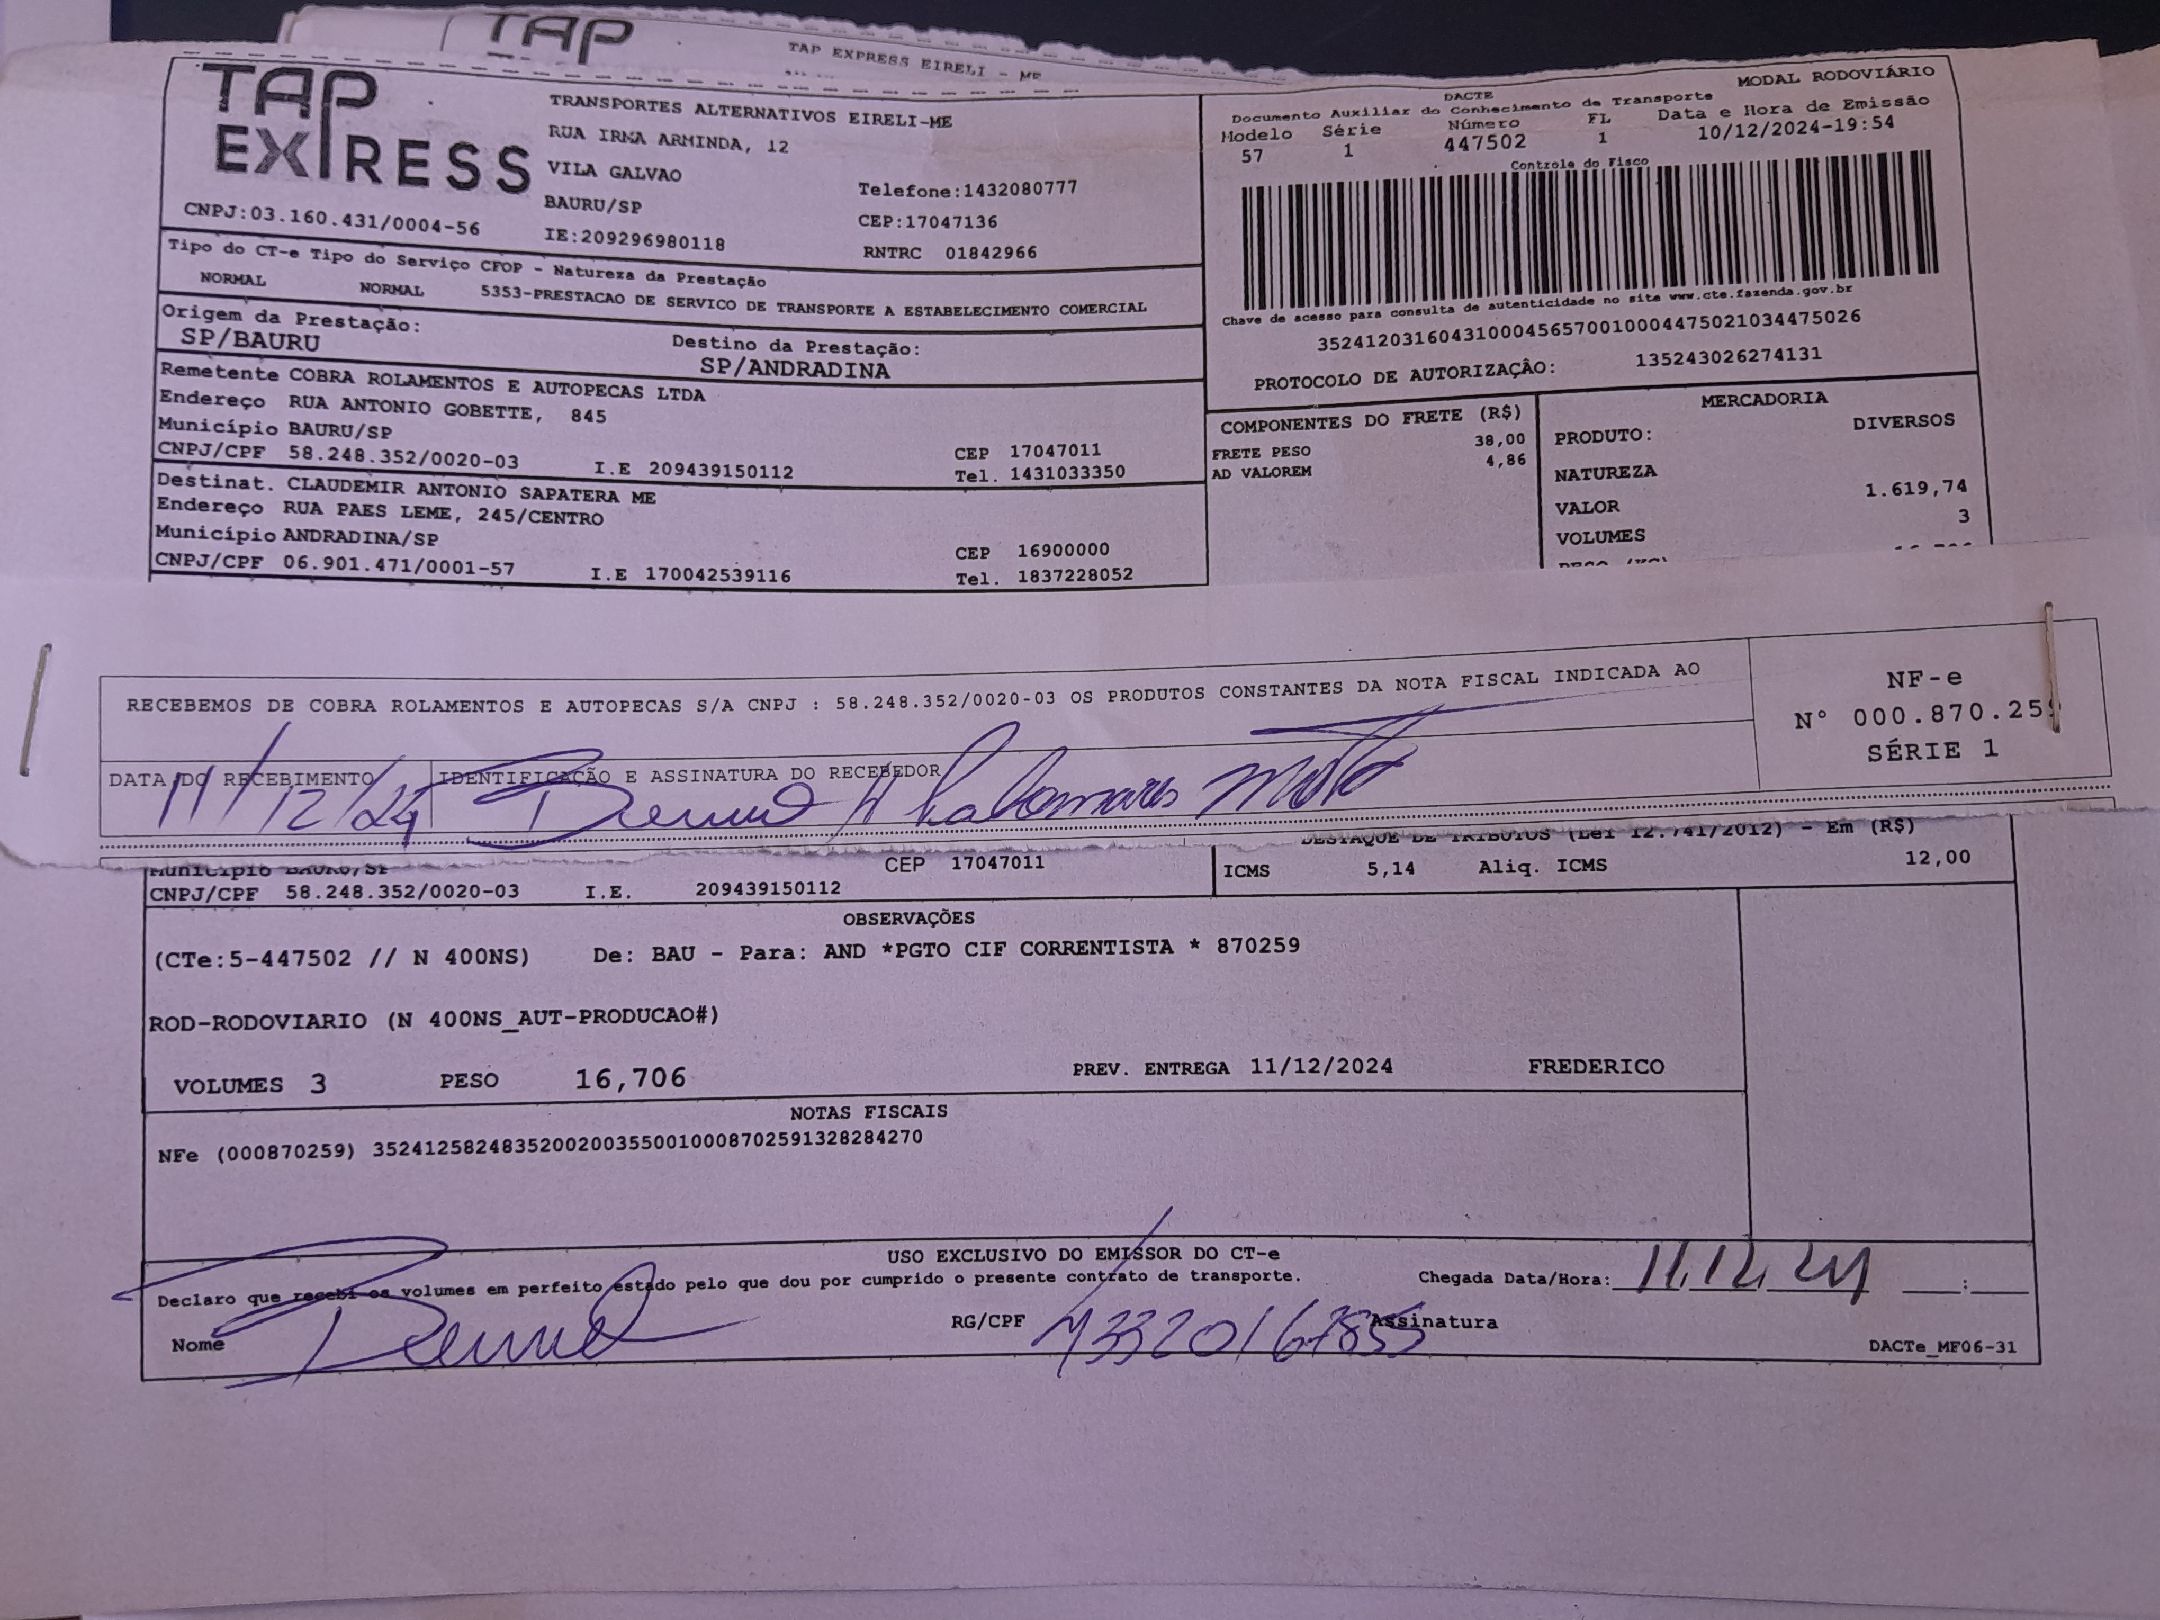 TAP
TAP EXPRESS EIRELI - ME
TAP
EXPRESS
TRANSPORTES ALTERNATIVOS EIRELI-ME
RUA IRMA ARMINDA, 12
VILA GALVAO
BAURU/SP
IE:209296980118
Telefone:1432080777
CEP:17047136
RNTRC 01842966
CNPJ:03.160.431/0004-56
MODAL RODOVIÁRIO
DACTE
Documento Auxiliar do Conhecimento de Transporte
Modelo Série Número FL Data e Hora de Emissão
57 1 447502 1 10/12/2024-19:54
Controle do Fisco
Chave de acesso para consulta de autenticidade no site www.cte.fazenda.gov.br
35241203160431000456570010004475021034475026
PROTOCOLO DE AUTORIZAÇÂO: 135243026274131
Tipo do CT-e Tipo do Serviço CFOP - Natureza da Prestação
NORMAL NORMAL 5353-PRESTACAO DE SERVICO DE TRANSPORTE A ESTABELECIMENTO COMERCIAL
Origem da Prestação: Destino da Prestação:
SP/BAURU SP/ANDRADINA
Remetente COBRA ROLAMENTOS E AUTOPECAS LTDA
Endereço RUA ANTONIO GOBETTE, 845
Município BAURU/SP CEP 17047011
CNPJ/CPF 58.248.352/0020-03 I.E 209439150112 Tel. 1431033350
Destinat. CLAUDEMIR ANTONIO SAPATERA ME
Endereço RUA PAES LEME, 245/CENTRO
Município ANDRADINA/SP CEP 16900000
CNPJ/CPF 06.901.471/0001-57 I.E 170042539116 Tel. 1837228052
COMPONENTES DO FRETE (R$)
FRETE PESO 38,00
AD VALOREM 4,86
MERCADORIA
PRODUTO: DIVERSOS
NATUREZA
VALOR 1.619,74
VOLUMES 3
RECEBEMOS DE COBRA ROLAMENTOS E AUTOPECAS S/A CNPJ : 58.248.352/0020-03 OS PRODUTOS CONSTANTES DA NOTA FISCAL INDICADA AO
NF-e
N° 000.870.259
SÉRIE 1
DATA DO RECEBIMENTO IDENTIFICAÇÃO E ASSINATURA DO RECEBEDOR
11/12/24
DESTAQUE DE TRIBUTOS (Lei 12.741/2012) - Em (R$)
Município BAURU/SP CEP 17047011
ICMS 5,14 Aliq. ICMS 12,00
CNPJ/CPF 58.248.352/0020-03 I.E. 209439150112
OBSERVAÇÕES
(CTe:5-447502 // N 400NS) De: BAU - Para: AND *PGTO CIF CORRENTISTA * 870259
ROD-RODOVIARIO (N 400NS_AUT-PRODUCAO#)
VOLUMES 3 PESO 16,706 PREV. ENTREGA 11/12/2024 FREDERICO
NOTAS FISCAIS
NFe (000870259) 35241258248352002003550010008702591328284270
USO EXCLUSIVO DO EMISSOR DO CT-e
Declaro que recebi os volumes em perfeito estado pelo que dou por cumprido o presente contrato de transporte.
Chegada Data/Hora: 11.12.24 :
Nome RG/CPF 43320167855 Assinatura
DACTe_MF06-31